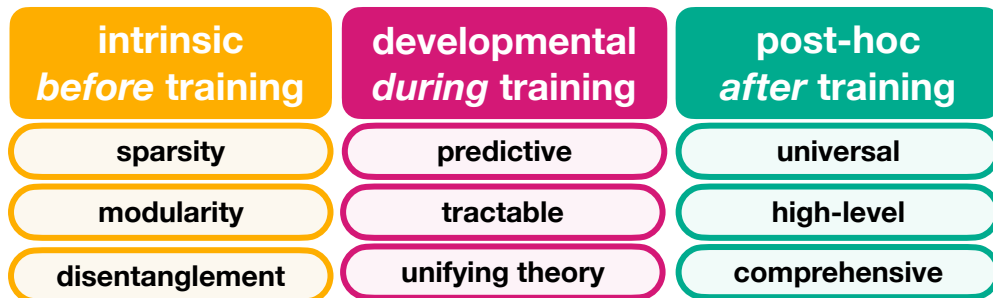 intrinsic
before training
developmental
during training
post-hoc
after training
sparsity
predictive
universal
modularity
tractable
high-level
disentanglement
unifying theory
comprehensive